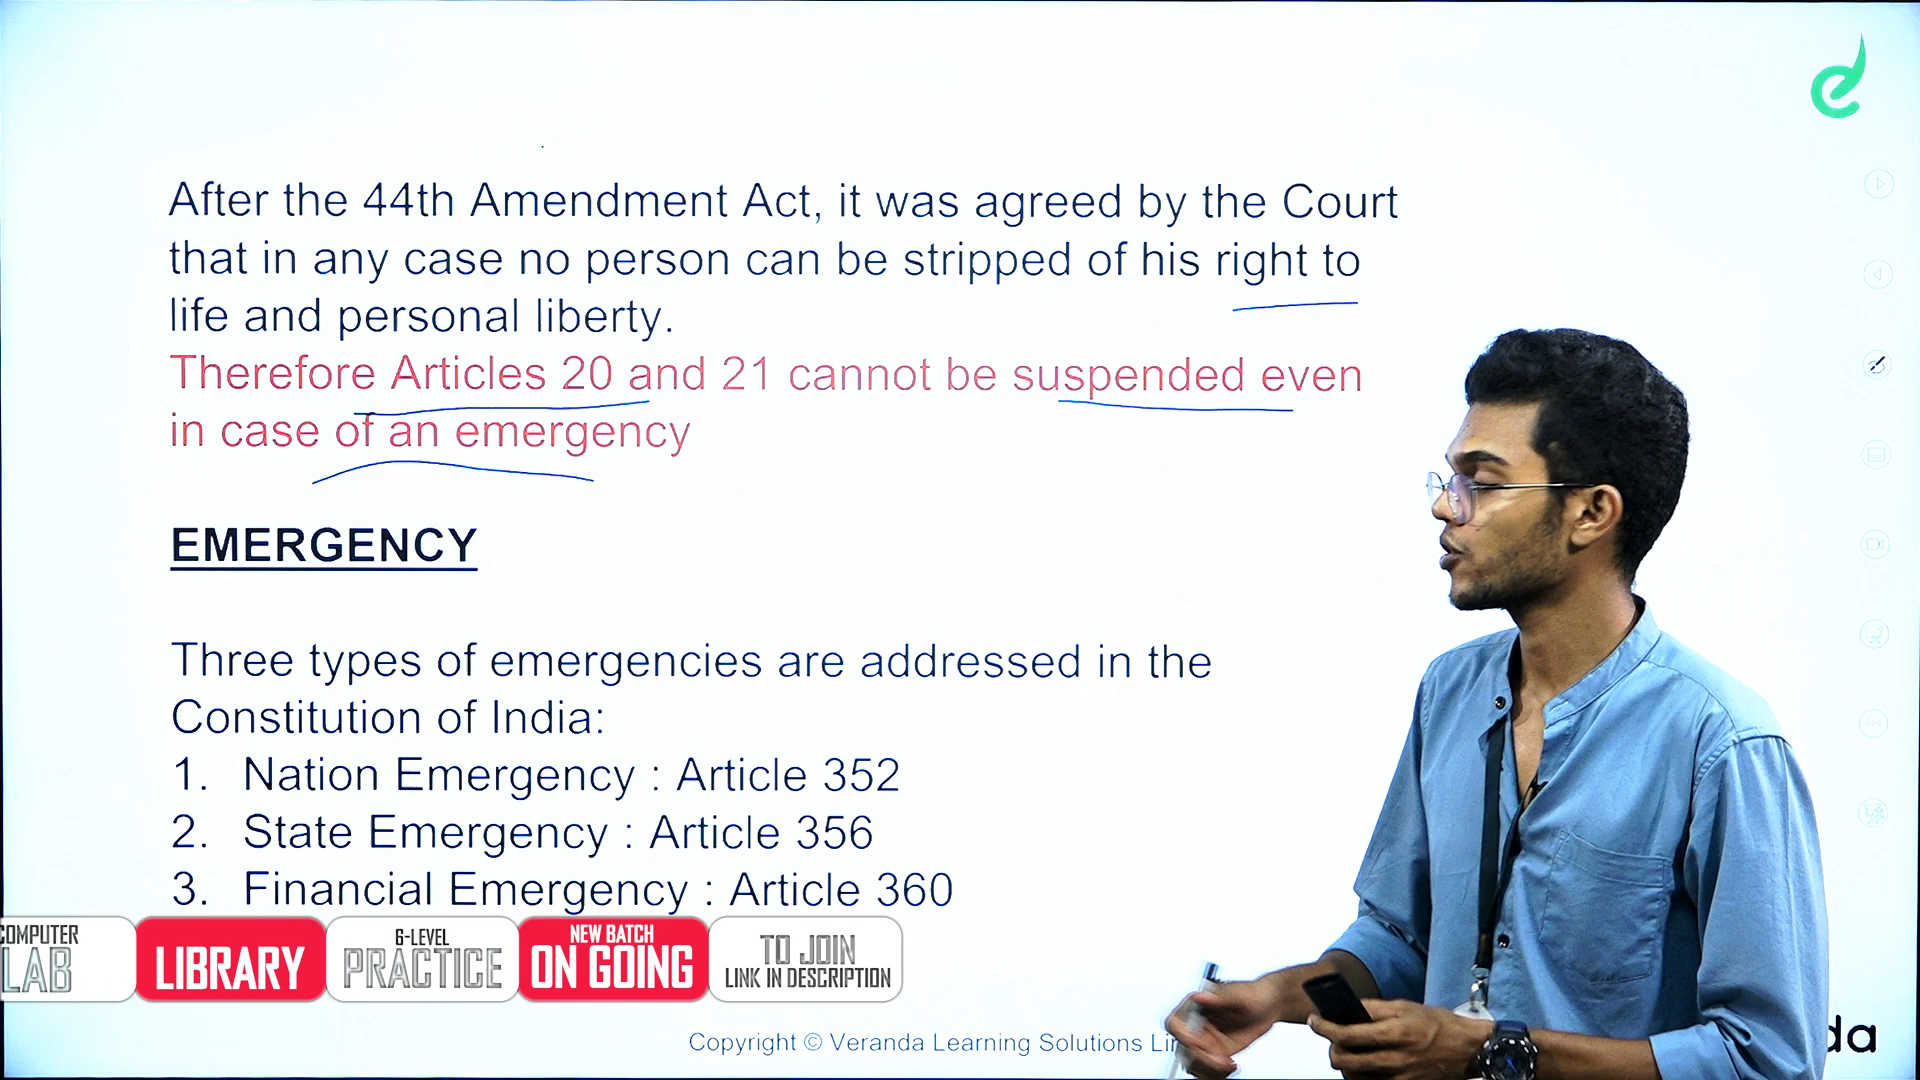 After the 44th Amendment Act, it was agreed by the Court
that in any case no person can be stripped of his right to
life and personal liberty.
Therefore Articles 20 and 21 cannot be suspended even
in case of an emergency
EMERGENCY
Three types of emergencies are addressed in the
Constitution of India:
1. Nation Emergency : Article 352
2. State Emergency : Article 356
3. Financial Emergency : Article 360
COMPUTER
LAB
LIBRARY
6-LEVEL
PRACTICE
NEW BATCH
ON GOING
TO JOIN
LINK IN DESCRIPTION
Copyright © Veranda Learning Solutions Li
da